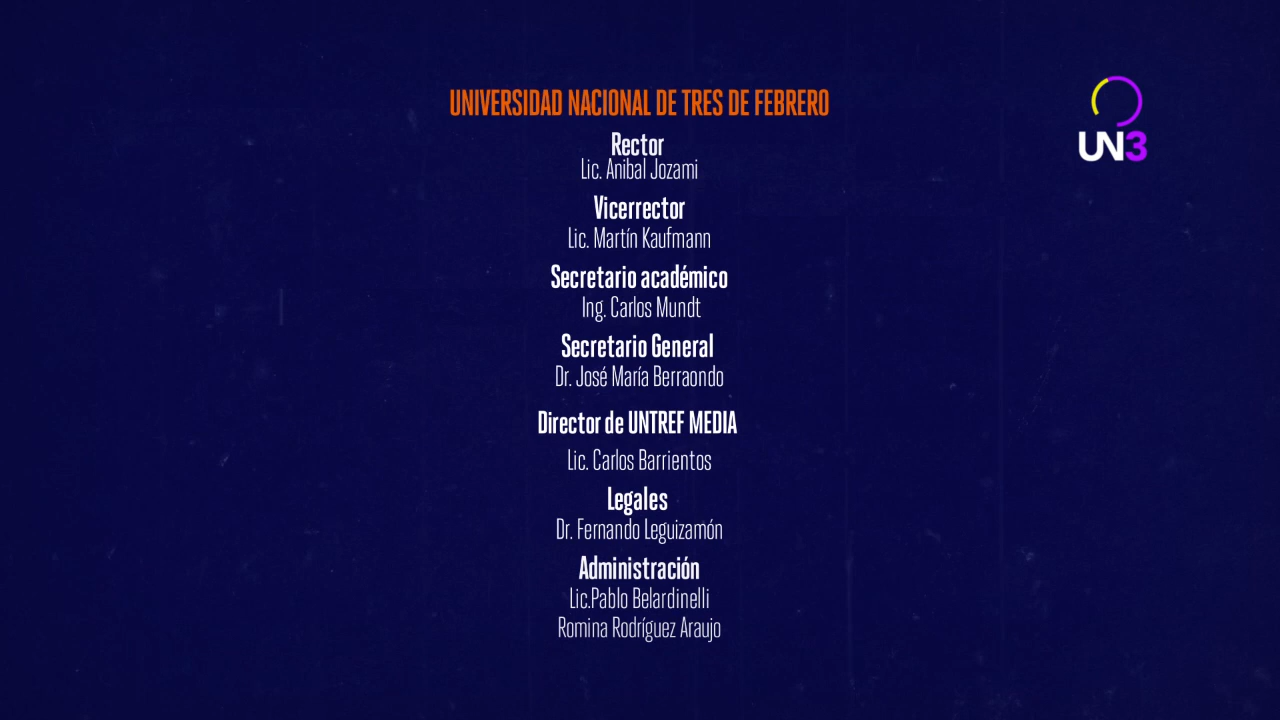 UNIVERSIDAD NACIONAL DE TRES DE FEBRERO
UN3
Rector
Lic. Anibal Jozami
Vicerrector
Lic. Martín Kaufmann
Secretario académico
Ing. Carlos Mundt
Secretario General
Dr. José María Berraondo
Director de UNTREF MEDIA
Lic. Carlos Barrientos
Legales
Dr. Fernando Leguizamón
Administración
Lic.Pablo Belardinelli
Romina Rodríguez Araujo